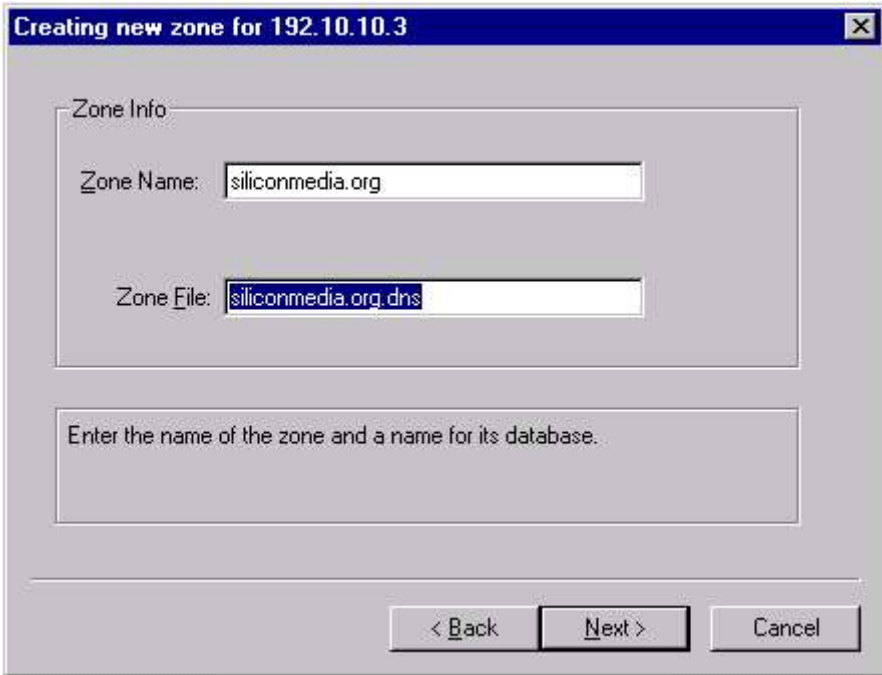 Creating new zone for 192.10.10.3
Zone Info
Zone Name: siliconmedia.org
Zone File: siliconmedia.org.dns
Enter the name of the zone and a name for its database.
< Back Next > Cancel